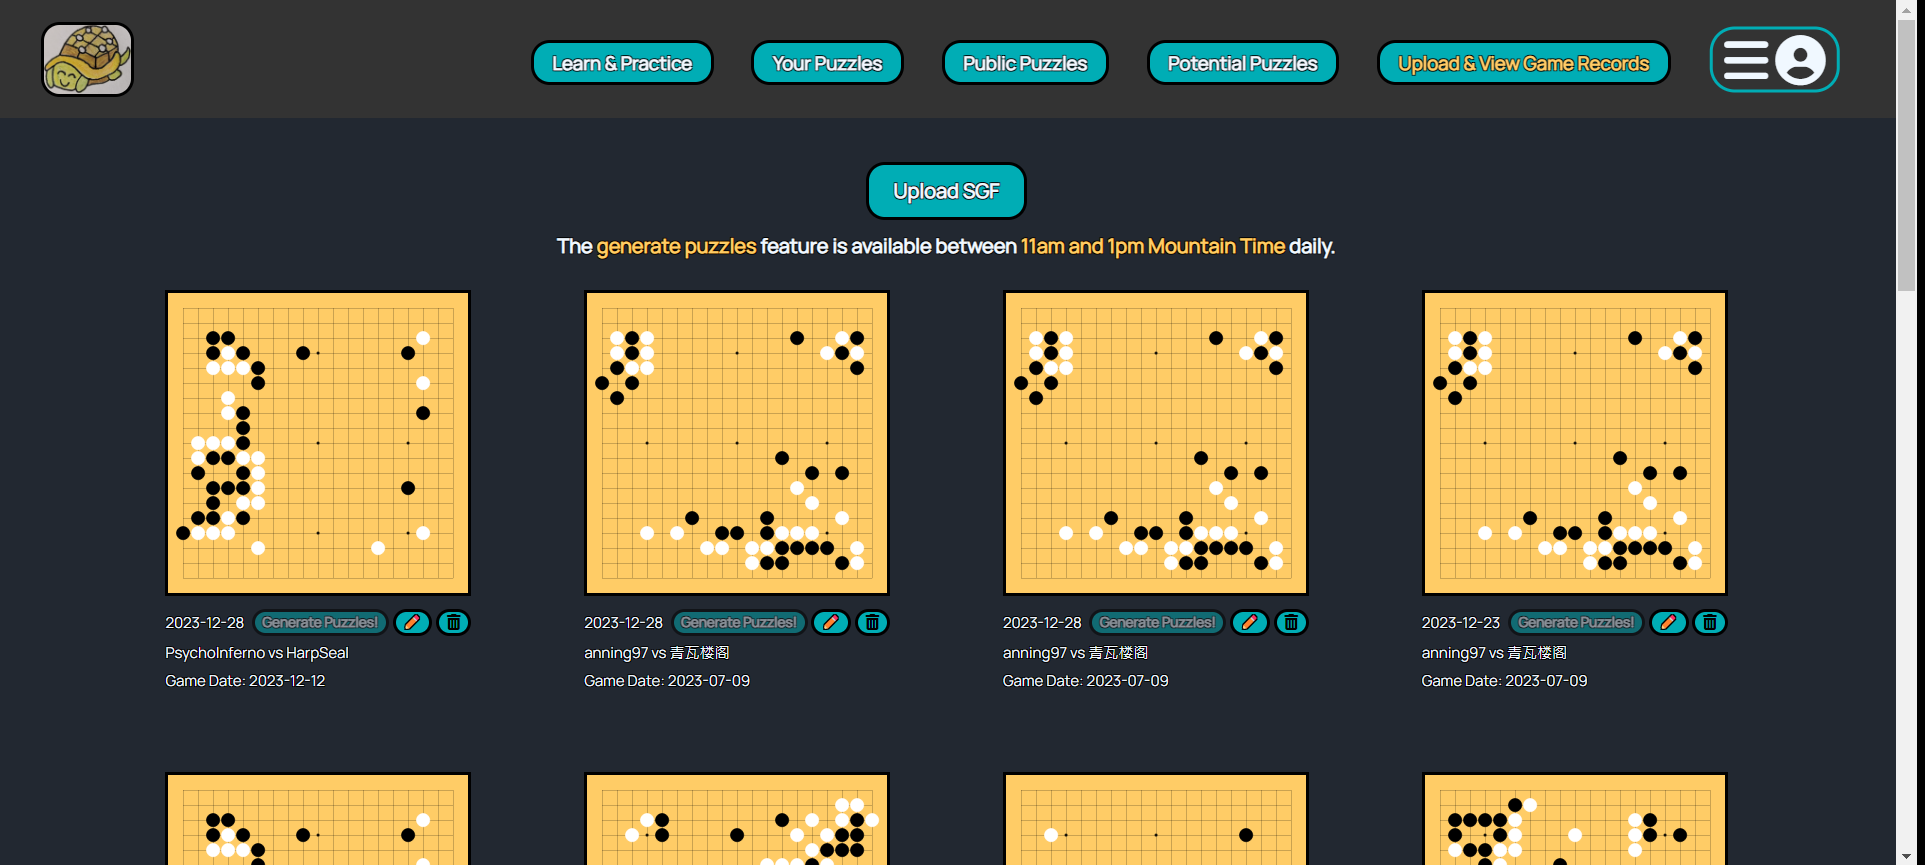 Learn & Practice
Your Puzzles
Public Puzzles
Potential Puzzles
Upload & View Game Records
Upload SGF
The generate puzzles feature is available between 11am and 1pm Mountain Time daily.
2023-12-28 Generate Puzzles!
PsychoInferno vs HarpSeal
Game Date: 2023-12-12
2023-12-28 Generate Puzzles!
anning97 vs 青瓦楼阁
Game Date: 2023-07-09
2023-12-28 Generate Puzzles!
anning97 vs 青瓦楼阁
Game Date: 2023-07-09
2023-12-23 Generate Puzzles!
anning97 vs 青瓦楼阁
Game Date: 2023-07-09